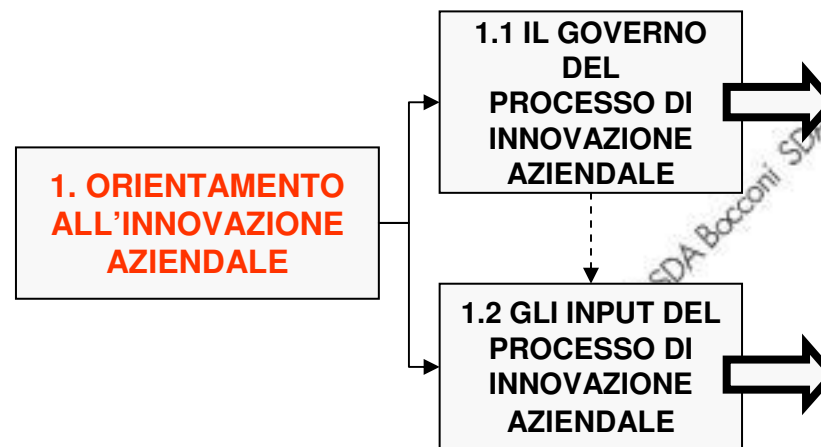 1.1 IL GOVERNO
DEL
PROCESSO DI
INNOVAZIONE
AZIENDALE
1. ORIENTAMENTO
ALL’INNOVAZIONE
AZIENDALE
SDA Bocconi SDA
1.2 GLI INPUT DEL
PROCESSO DI
INNOVAZIONE
AZIENDALE